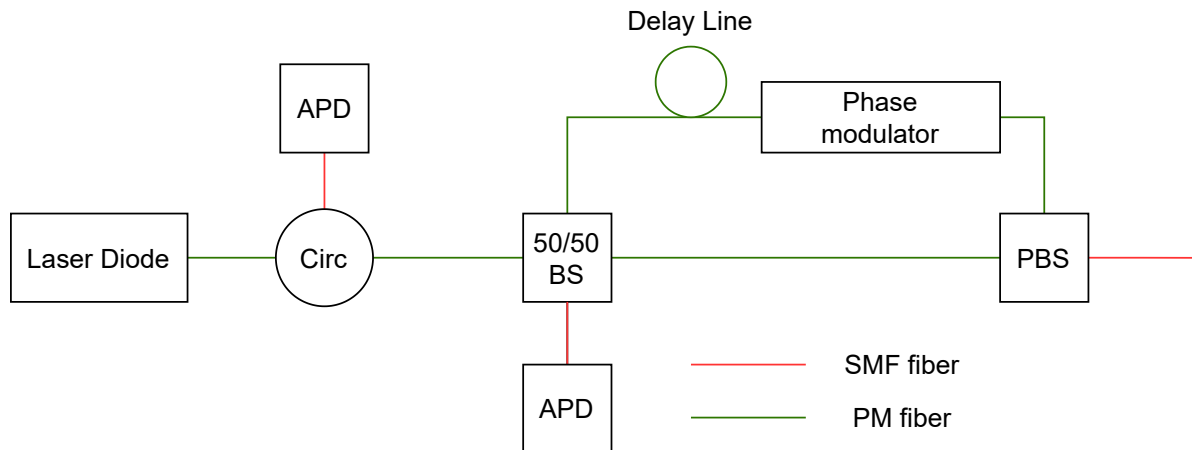 Delay Line
APD
Phase
modulator
Laser Diode
Circ
50/50
BS
PBS
APD
SMF fiber
PM fiber